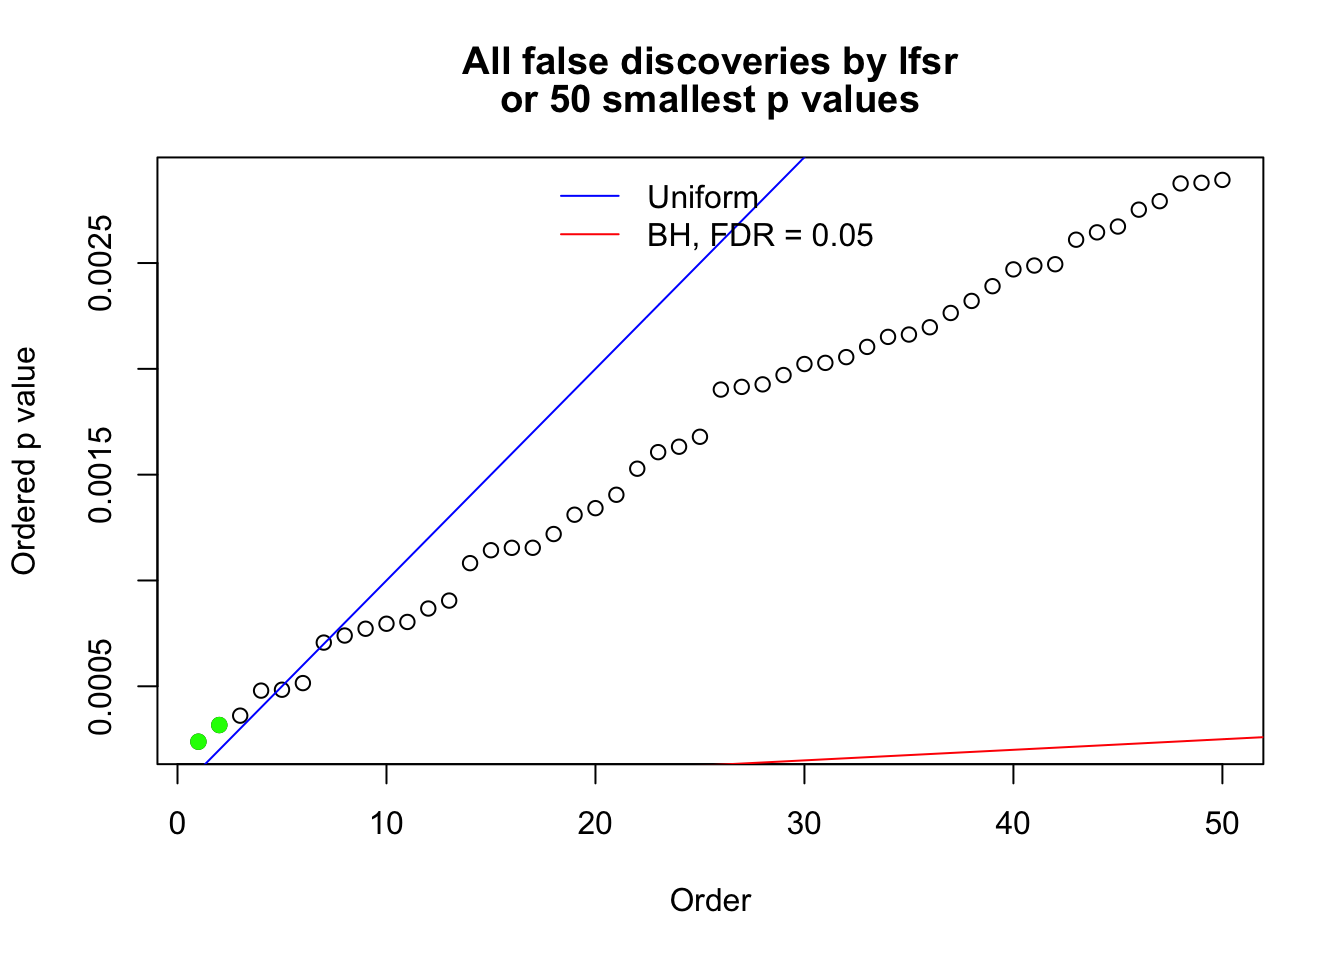 All false discoveries by lfsr
or 50 smallest p values
Uniform
BH, FDR = 0.05
Ordered p value
0.0005
0.0015
0.0025
0 10 20 30 40 50
Order